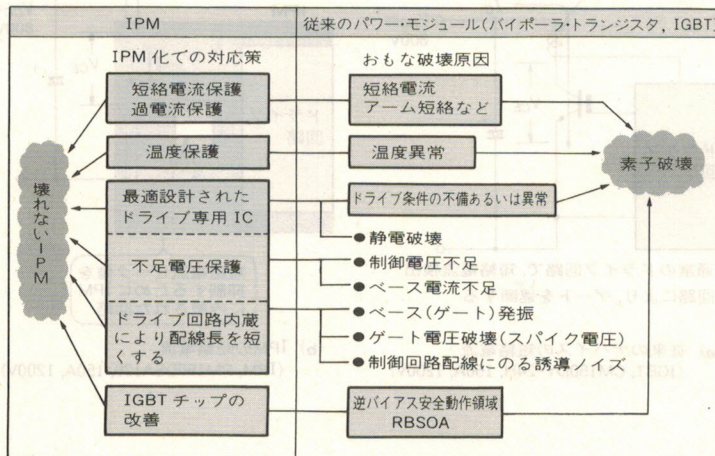 IPM
従来のパワー・モジュール(バイポーラ・トランジスタ, IGBT)
IPM 化での対応策
おもな破壊原因
短絡電流保護
過電流保護
短絡電流
アーム短絡など
温度保護
温度異常
素子破壊
壊れないIPM
最適設計された
ドライブ専用 IC
ドライブ条件の不備あるいは異常
●静電破壊
不足電圧保護
●制御電圧不足
●ベース電流不足
ドライブ回路内蔵
により配線長を短
くする
●ベース(ゲート)発振
●ゲート電圧破壊(スパイク電圧)
●制御回路配線にのる誘導ノイズ
IGBT チップの
改善
逆バイアス安全動作領域
RBSOA